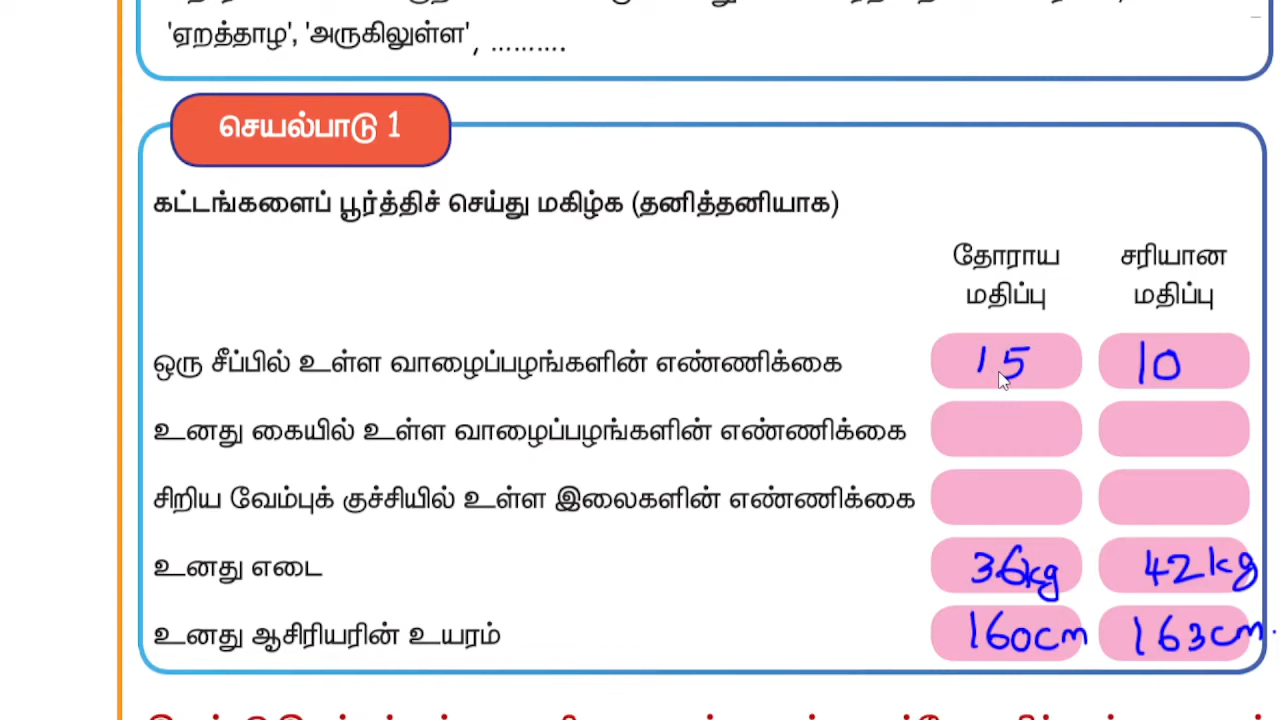 'ஏறத்தாழ', 'அருகிலுள்ள', ..........
செயல்பாடு 1
கட்டங்களைப் பூர்த்திச் செய்து மகிழ்க (தனித்தனியாக)
தோராய மதிப்பு
சரியான மதிப்பு
ஒரு சீப்பில் உள்ள வாழைப்பழங்களின் எண்ணிக்கை 15 10
உனது கையில் உள்ள வாழைப்பழங்களின் எண்ணிக்கை
சிறிய வேம்புக் குச்சியில் உள்ள இலைகளின் எண்ணிக்கை
உனது எடை 36kg 42kg
உனது ஆசிரியரின் உயரம் 160cm 163cm.